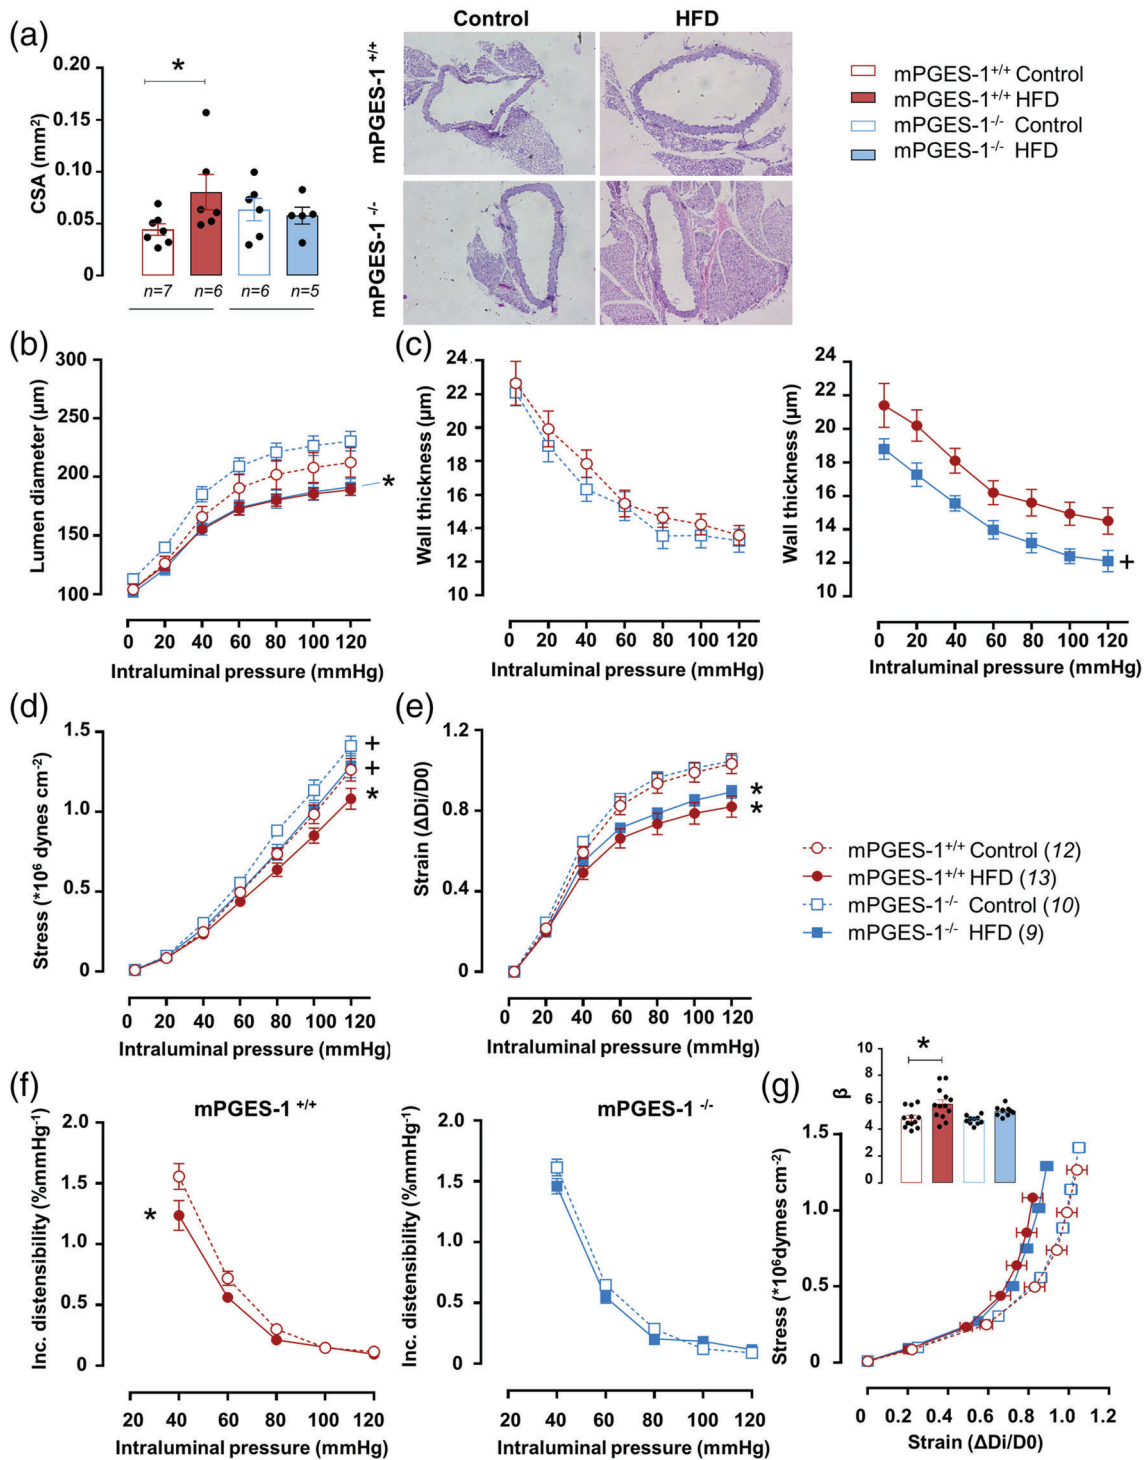 (a)
Control
HFD
CSA (mm²)
0.20
0.15
0.10
0.05
0
*
n=7
n=6
n=6
n=5
mPGES-1 +/+
mPGES-1 -/-
mPGES-1+/+ Control
mPGES-1+/+ HFD
mPGES-1-/- Control
mPGES-1-/- HFD
(b)
Lumen diameter (μm)
300
250
200
150
100
*
0 20 40 60 80 100 120
Intraluminal pressure (mmHg)
(c)
Wall thickness (μm)
24
22
20
18
16
14
12
10
0 20 40 60 80 100 120
Intraluminal pressure (mmHg)
Wall thickness (μm)
24
22
20
18
16
14
12
10
+
0 20 40 60 80 100 120
Intraluminal pressure (mmHg)
(d)
Stress (*10⁶ dynes cm⁻²)
1.5
1.0
0.5
0
+
+
*
0 20 40 60 80 100 120
Intraluminal pressure (mmHg)
(e)
Strain (ΔDi/D0)
1.2
0.8
0.4
0
*
*
0 20 40 60 80 100 120
Intraluminal pressure (mmHg)
mPGES-1+/+ Control (12)
mPGES-1+/+ HFD (13)
mPGES-1-/- Control (10)
mPGES-1-/- HFD (9)
(f)
mPGES-1 +/+
Inc. distensibility (%mmHg⁻¹)
2.0
1.5
1.0
0.5
0
*
20 40 60 80 100 120
Intraluminal pressure (mmHg)
mPGES-1 -/-
Inc. distensibility (%mmHg⁻¹)
2.0
1.5
1.0
0.5
0
20 40 60 80 100 120
Intraluminal pressure (mmHg)
(g)
β
10
8
6
4
2
0
*
Stress (*10⁶dymes cm⁻²)
1.5
1.0
0.5
0
0 0.2 0.4 0.6 0.8 1.0 1.2
Strain (ΔDi/D0)